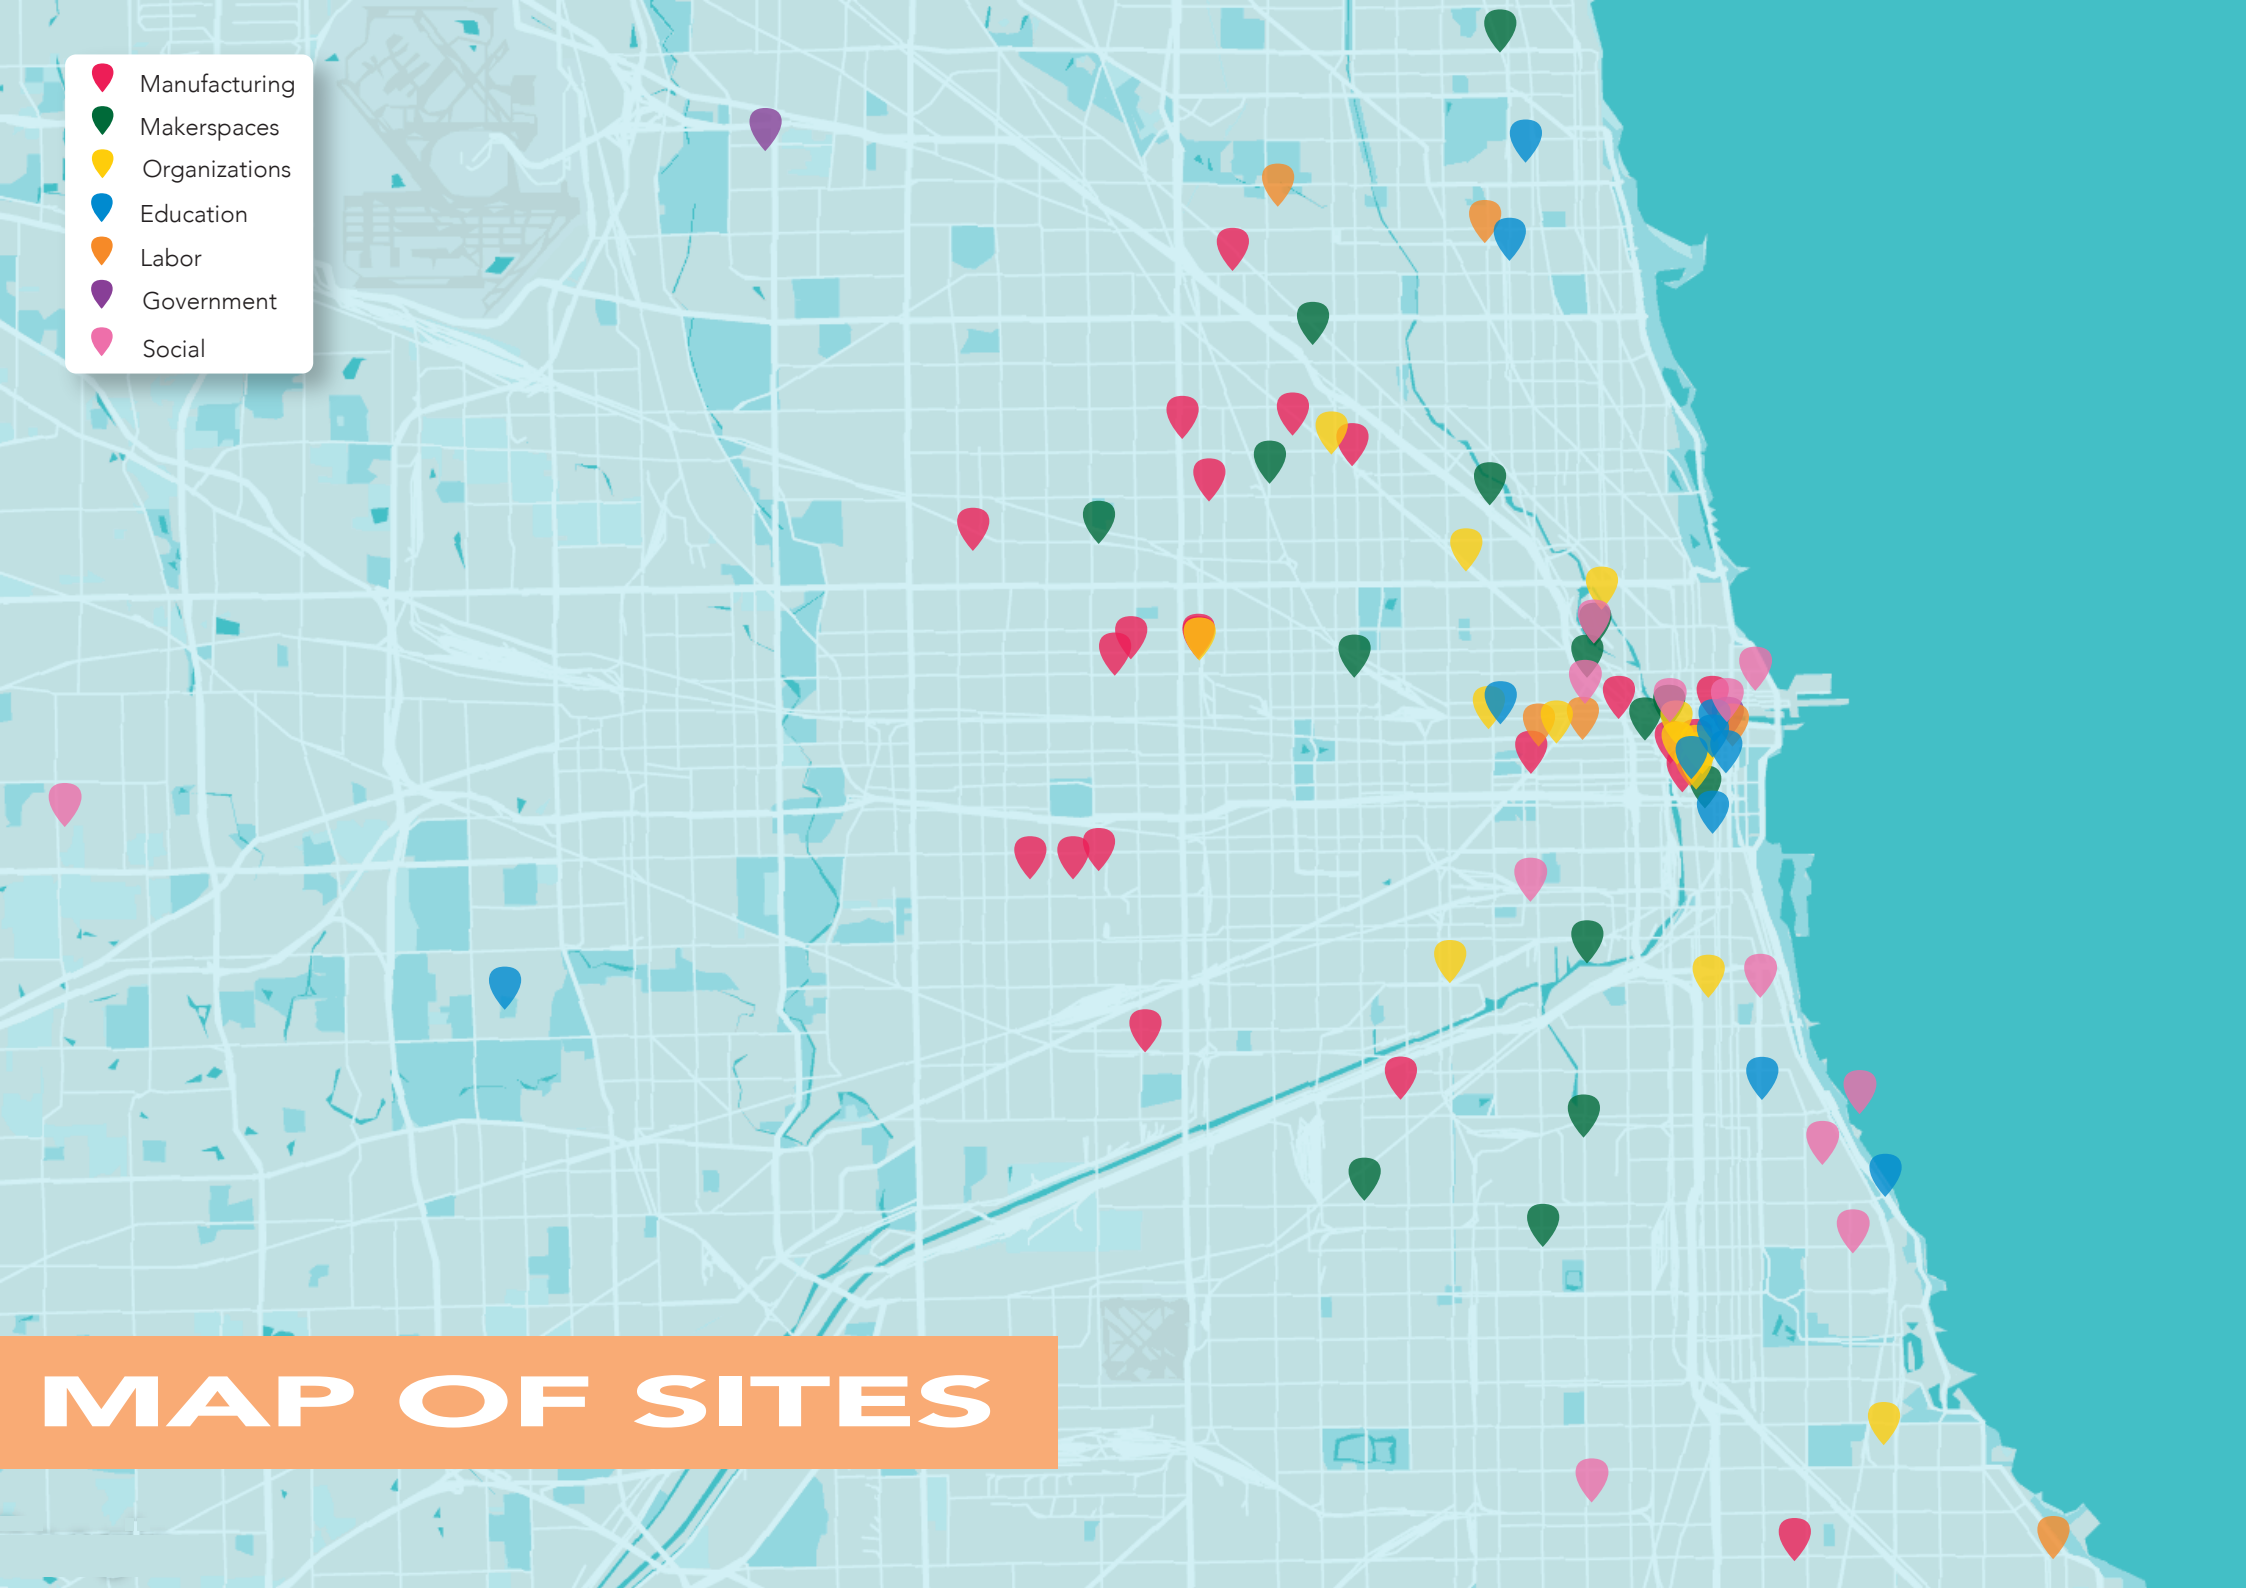 Manufacturing
Makerspaces
Organizations
Education
Labor
Government
Social
MAP OF SITES